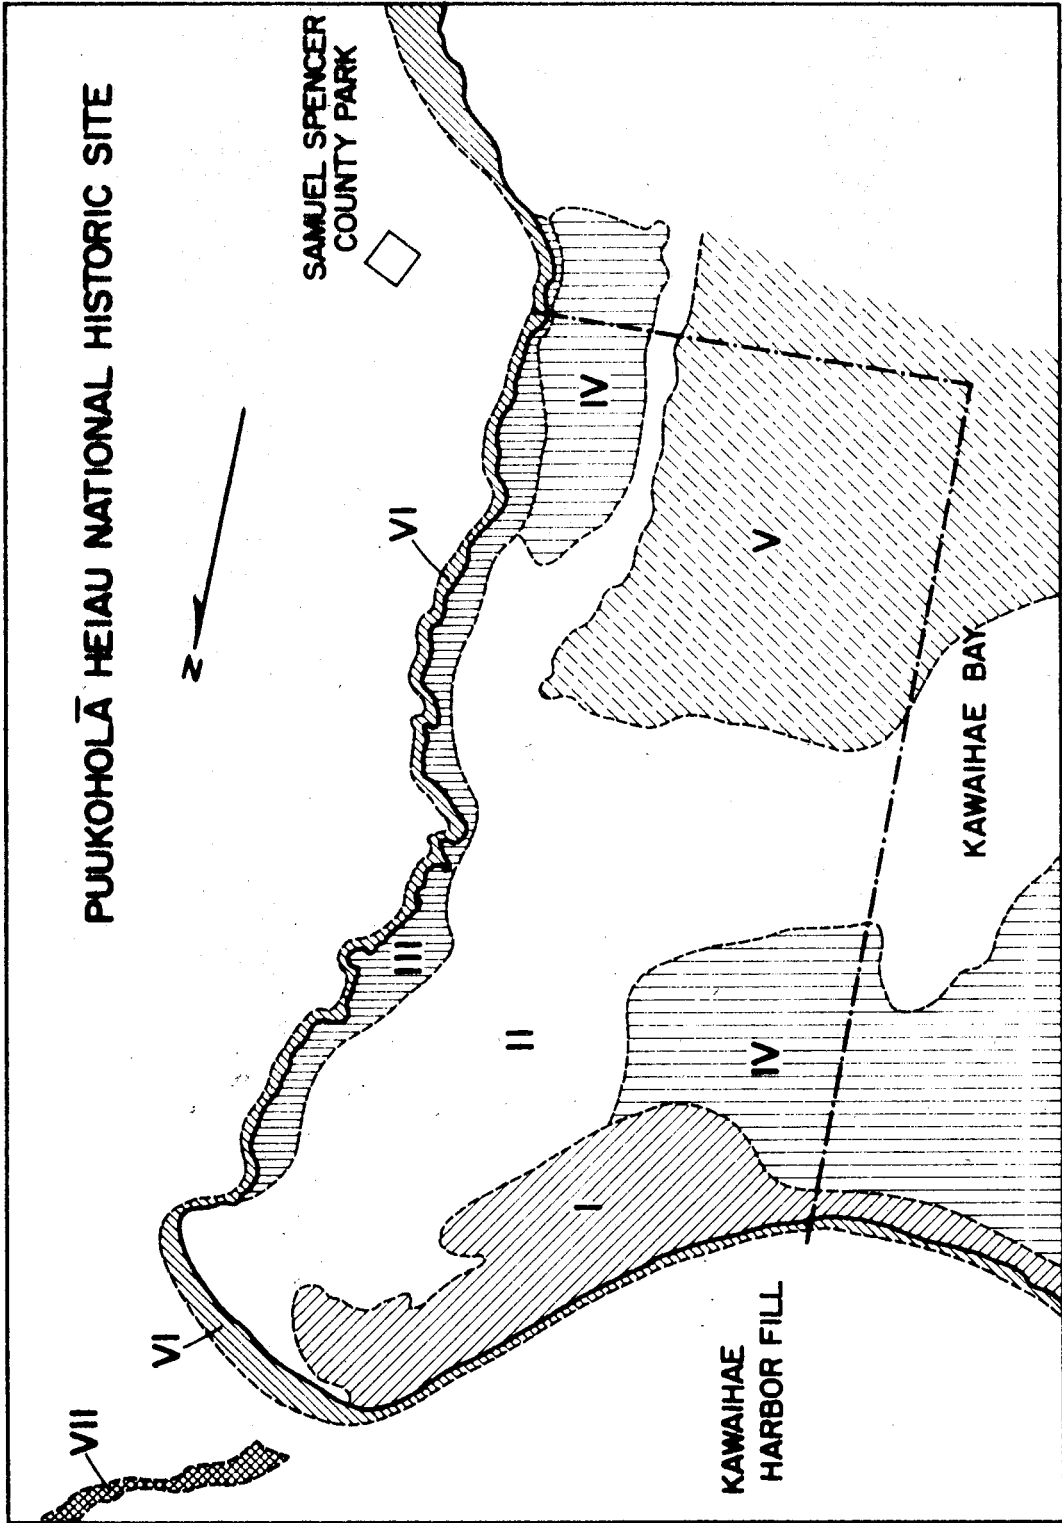 PUUKOHOLĀ HEIAU NATIONAL HISTORIC SITE
SAMUEL SPENCER
COUNTY PARK
N
VI
IV
V
KAWAIHAE BAY
III
II
IV
I
VI
VII
KAWAIHAE
HARBOR FILL